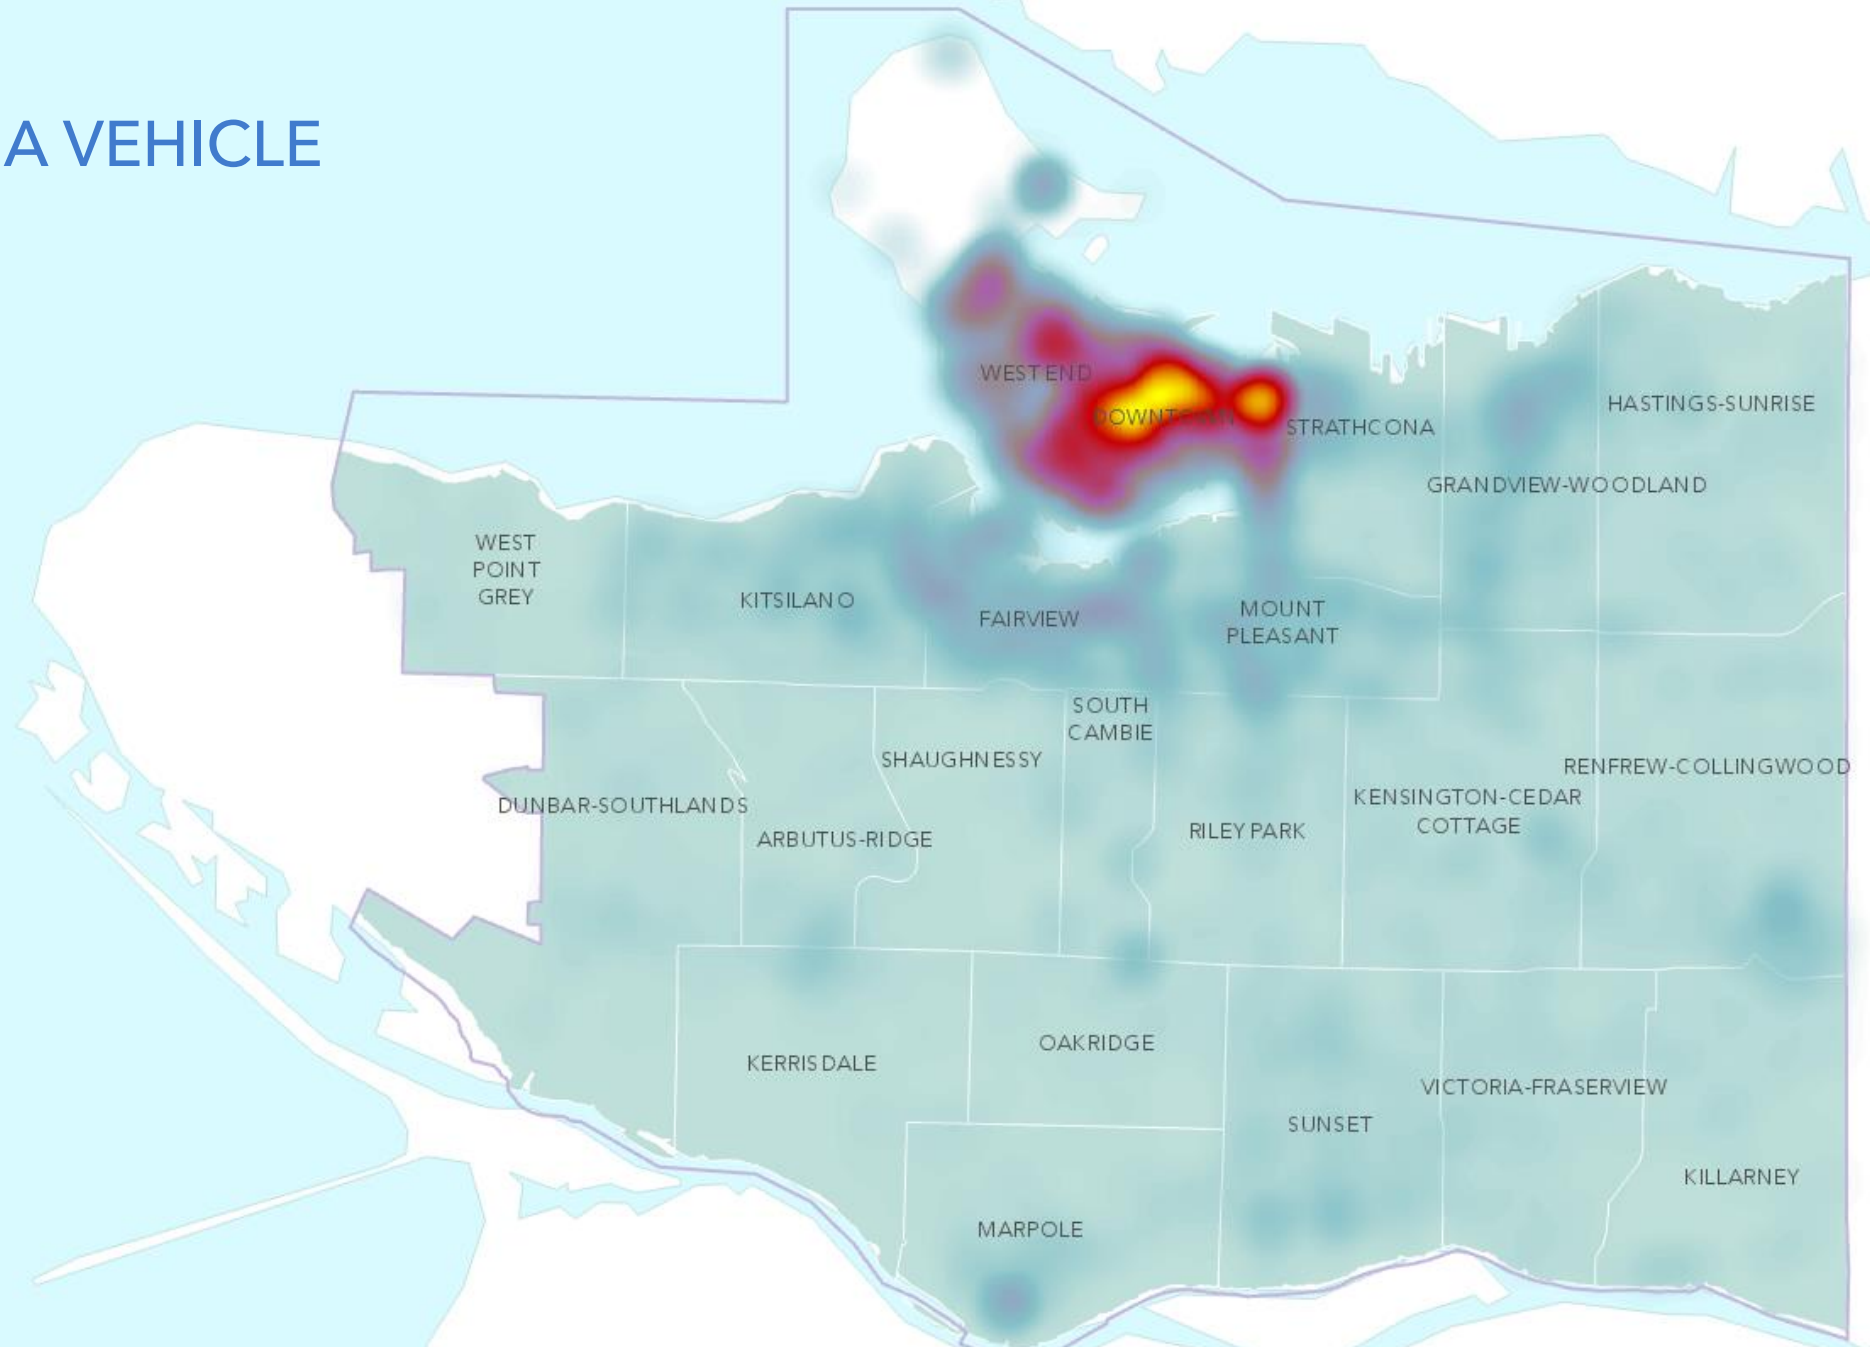 A VEHICLE
WEST END
DOWNTOWN
STRATHCONA
HASTINGS-SUNRISE
GRANDVIEW-WOODLAND
WEST
POINT
GREY
KITSILANO
FAIRVIEW
MOUNT
PLEASANT
SOUTH
CAMBIE
SHAUGHNESSY
RENFREW-COLLINGWOOD
DUNBAR-SOUTHLANDS
ARBUTUS-RIDGE
RILEY PARK
KENSINGTON-CEDAR
COTTAGE
KERRISDALE
OAKRIDGE
VICTORIA-FRASERVIEW
SUNSET
KILLARNEY
MARPOLE